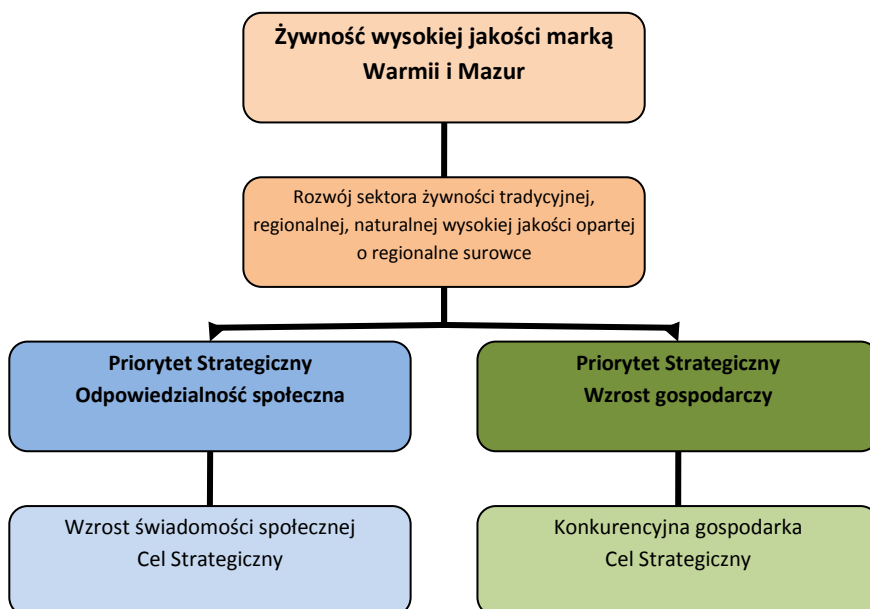 Żywność wysokiej jakości marką
Warmii i Mazur
Rozwój sektora żywności tradycyjnej,
regionalnej, naturalnej wysokiej jakości opartej
o regionalne surowce
Priorytet Strategiczny
Odpowiedzialność społeczna
Priorytet Strategiczny
Wzrost gospodarczy
Wzrost świadomości społecznej
Cel Strategiczny
Konkurencyjna gospodarka
Cel Strategiczny